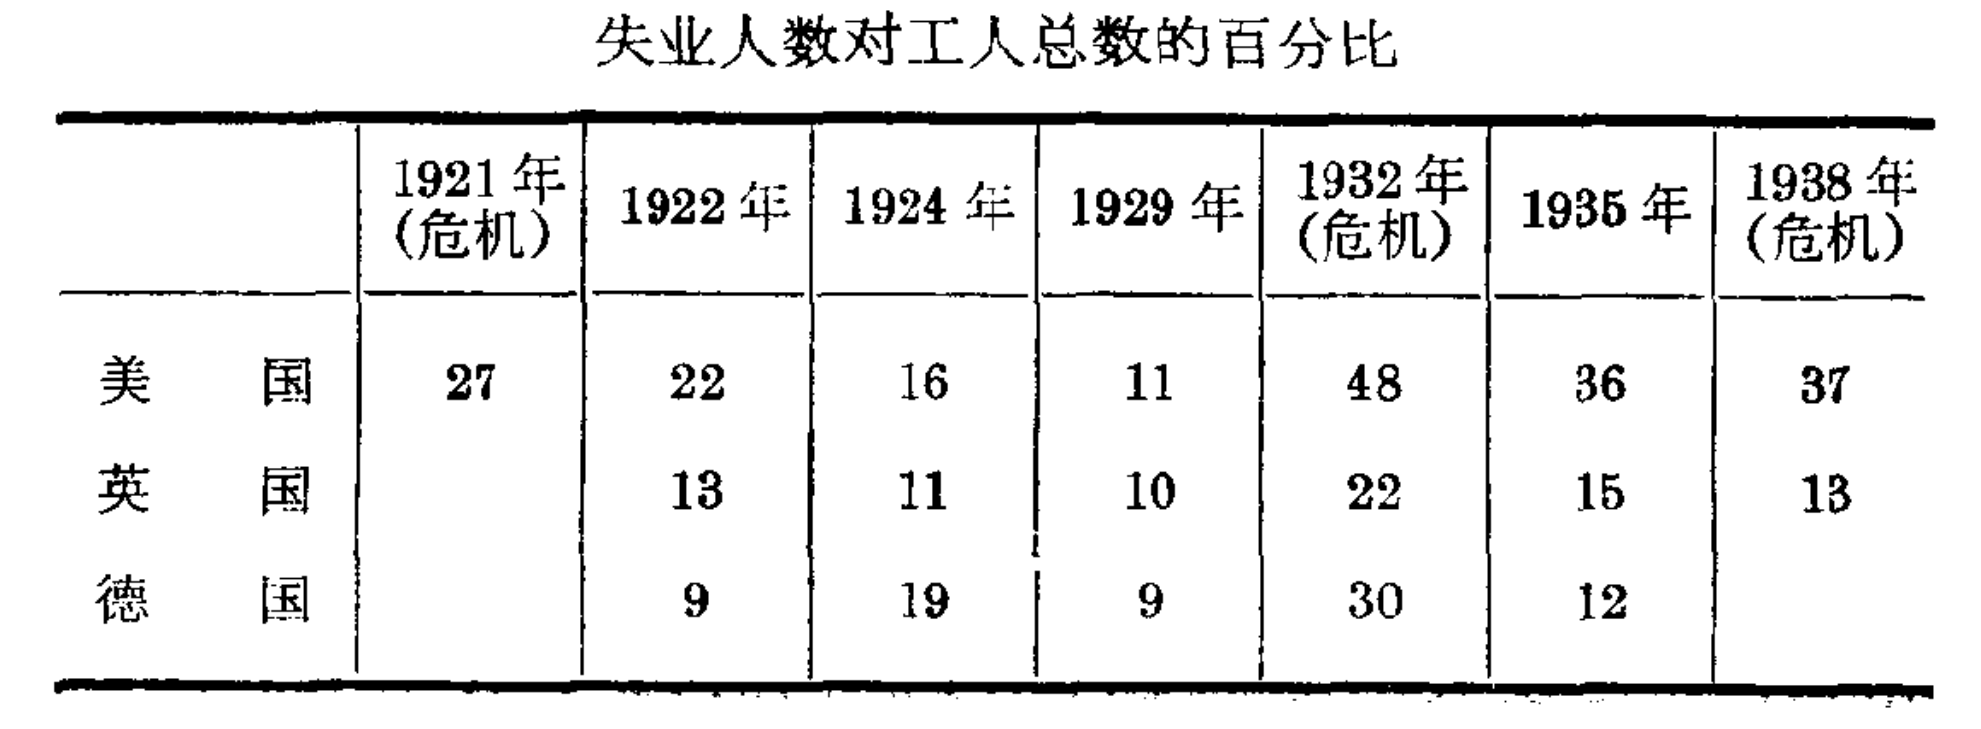 失业人数对工人总数的百分比
1921年(危机) 1922年 1924年 1929年 1932年(危机) 1935年 1938年(危机)
美国 27 22 16 11 48 36 37
英国 13 11 10 22 15 13
德国 9 19 9 30 12